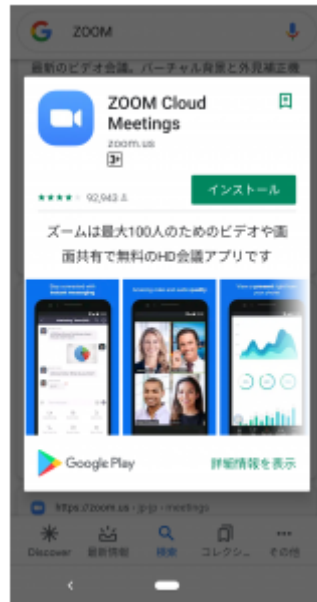 ZOOM
最新のビデオ会議。バーチャル背景と外見補正機
ZOOM Cloud
Meetings
zoom.us
3+
★★★★ 92,943
インストール
ズームは最大100人のためのビデオや画
面共有で無料のHD会議アプリです
Google Play
詳細情報を表示
https://zoom.us › jp-jp › meetings
Discover
最新情報
検索
コレクシ...
その他